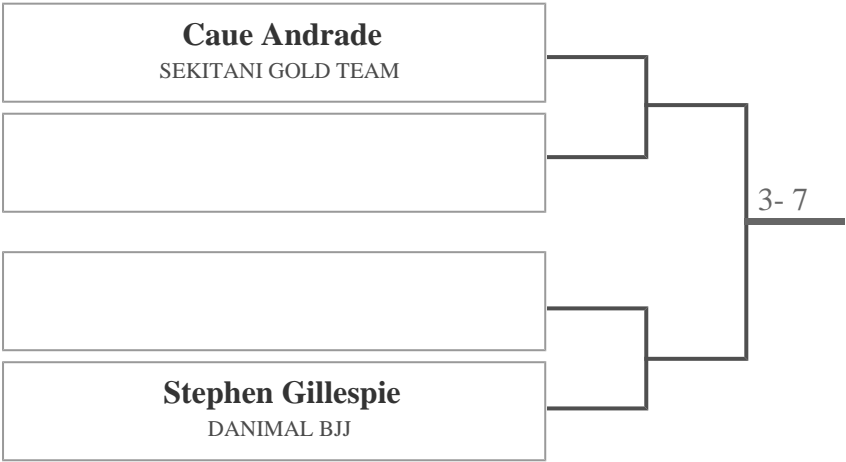 Caue Andrade
SEKITANI GOLD TEAM
3- 7
Stephen Gillespie
DANIMAL BJJ